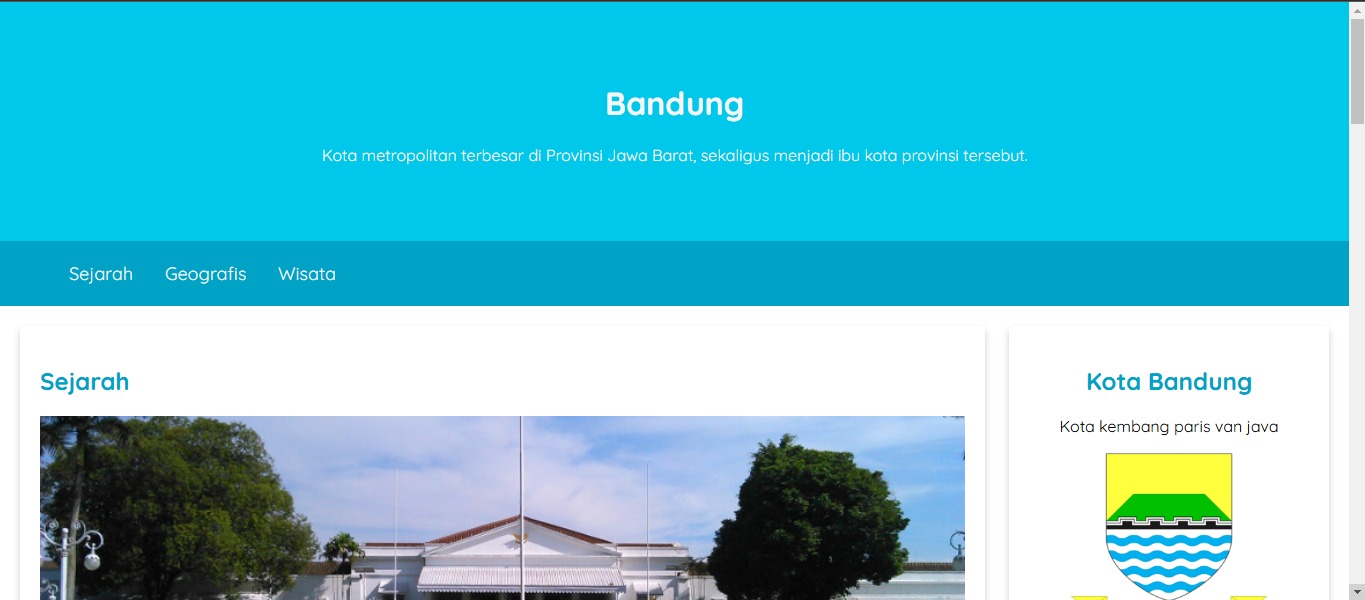 Bandung
Kota metropolitan terbesar di Provinsi Jawa Barat, sekaligus menjadi ibu kota provinsi tersebut.
Sejarah Geografis Wisata
Sejarah
Kota Bandung
Kota kembang paris van java